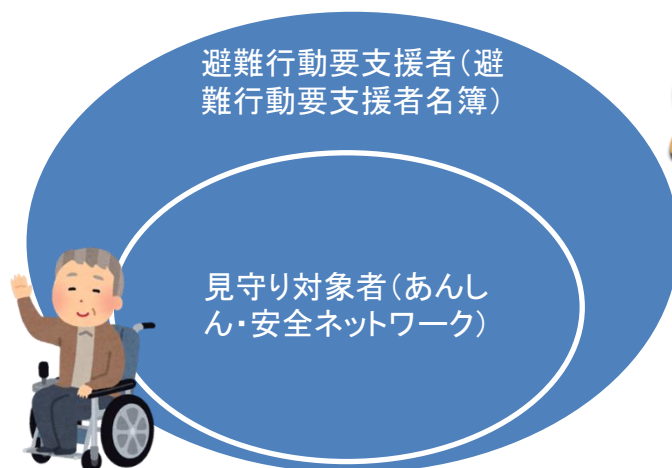 避難行動要支援者（避
難行動要支援者名簿）
見守り対象者（あんし
ん・安全ネットワーク）